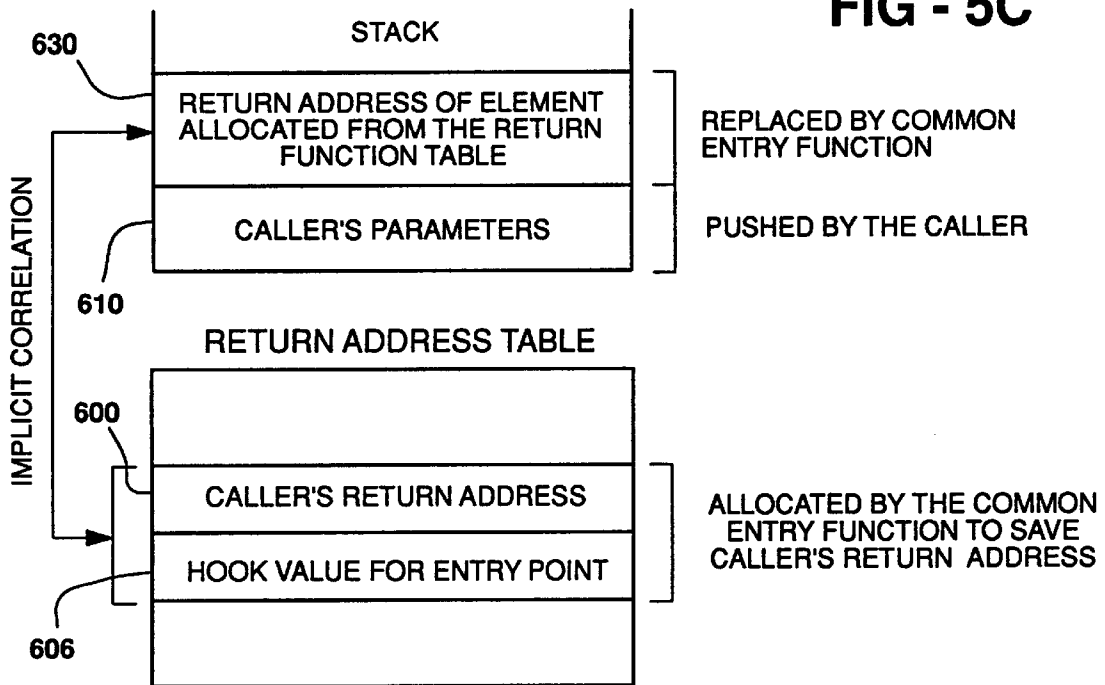 FIG - 5C
STACK
630
RETURN ADDRESS OF ELEMENT
ALLOCATED FROM THE RETURN
FUNCTION TABLE
REPLACED BY COMMON
ENTRY FUNCTION
CALLER'S PARAMETERS
PUSHED BY THE CALLER
610
IMPLICIT CORRELATION
RETURN ADDRESS TABLE
600
CALLER'S RETURN ADDRESS
HOOK VALUE FOR ENTRY POINT
ALLOCATED BY THE COMMON
ENTRY FUNCTION TO SAVE
CALLER'S RETURN ADDRESS
606